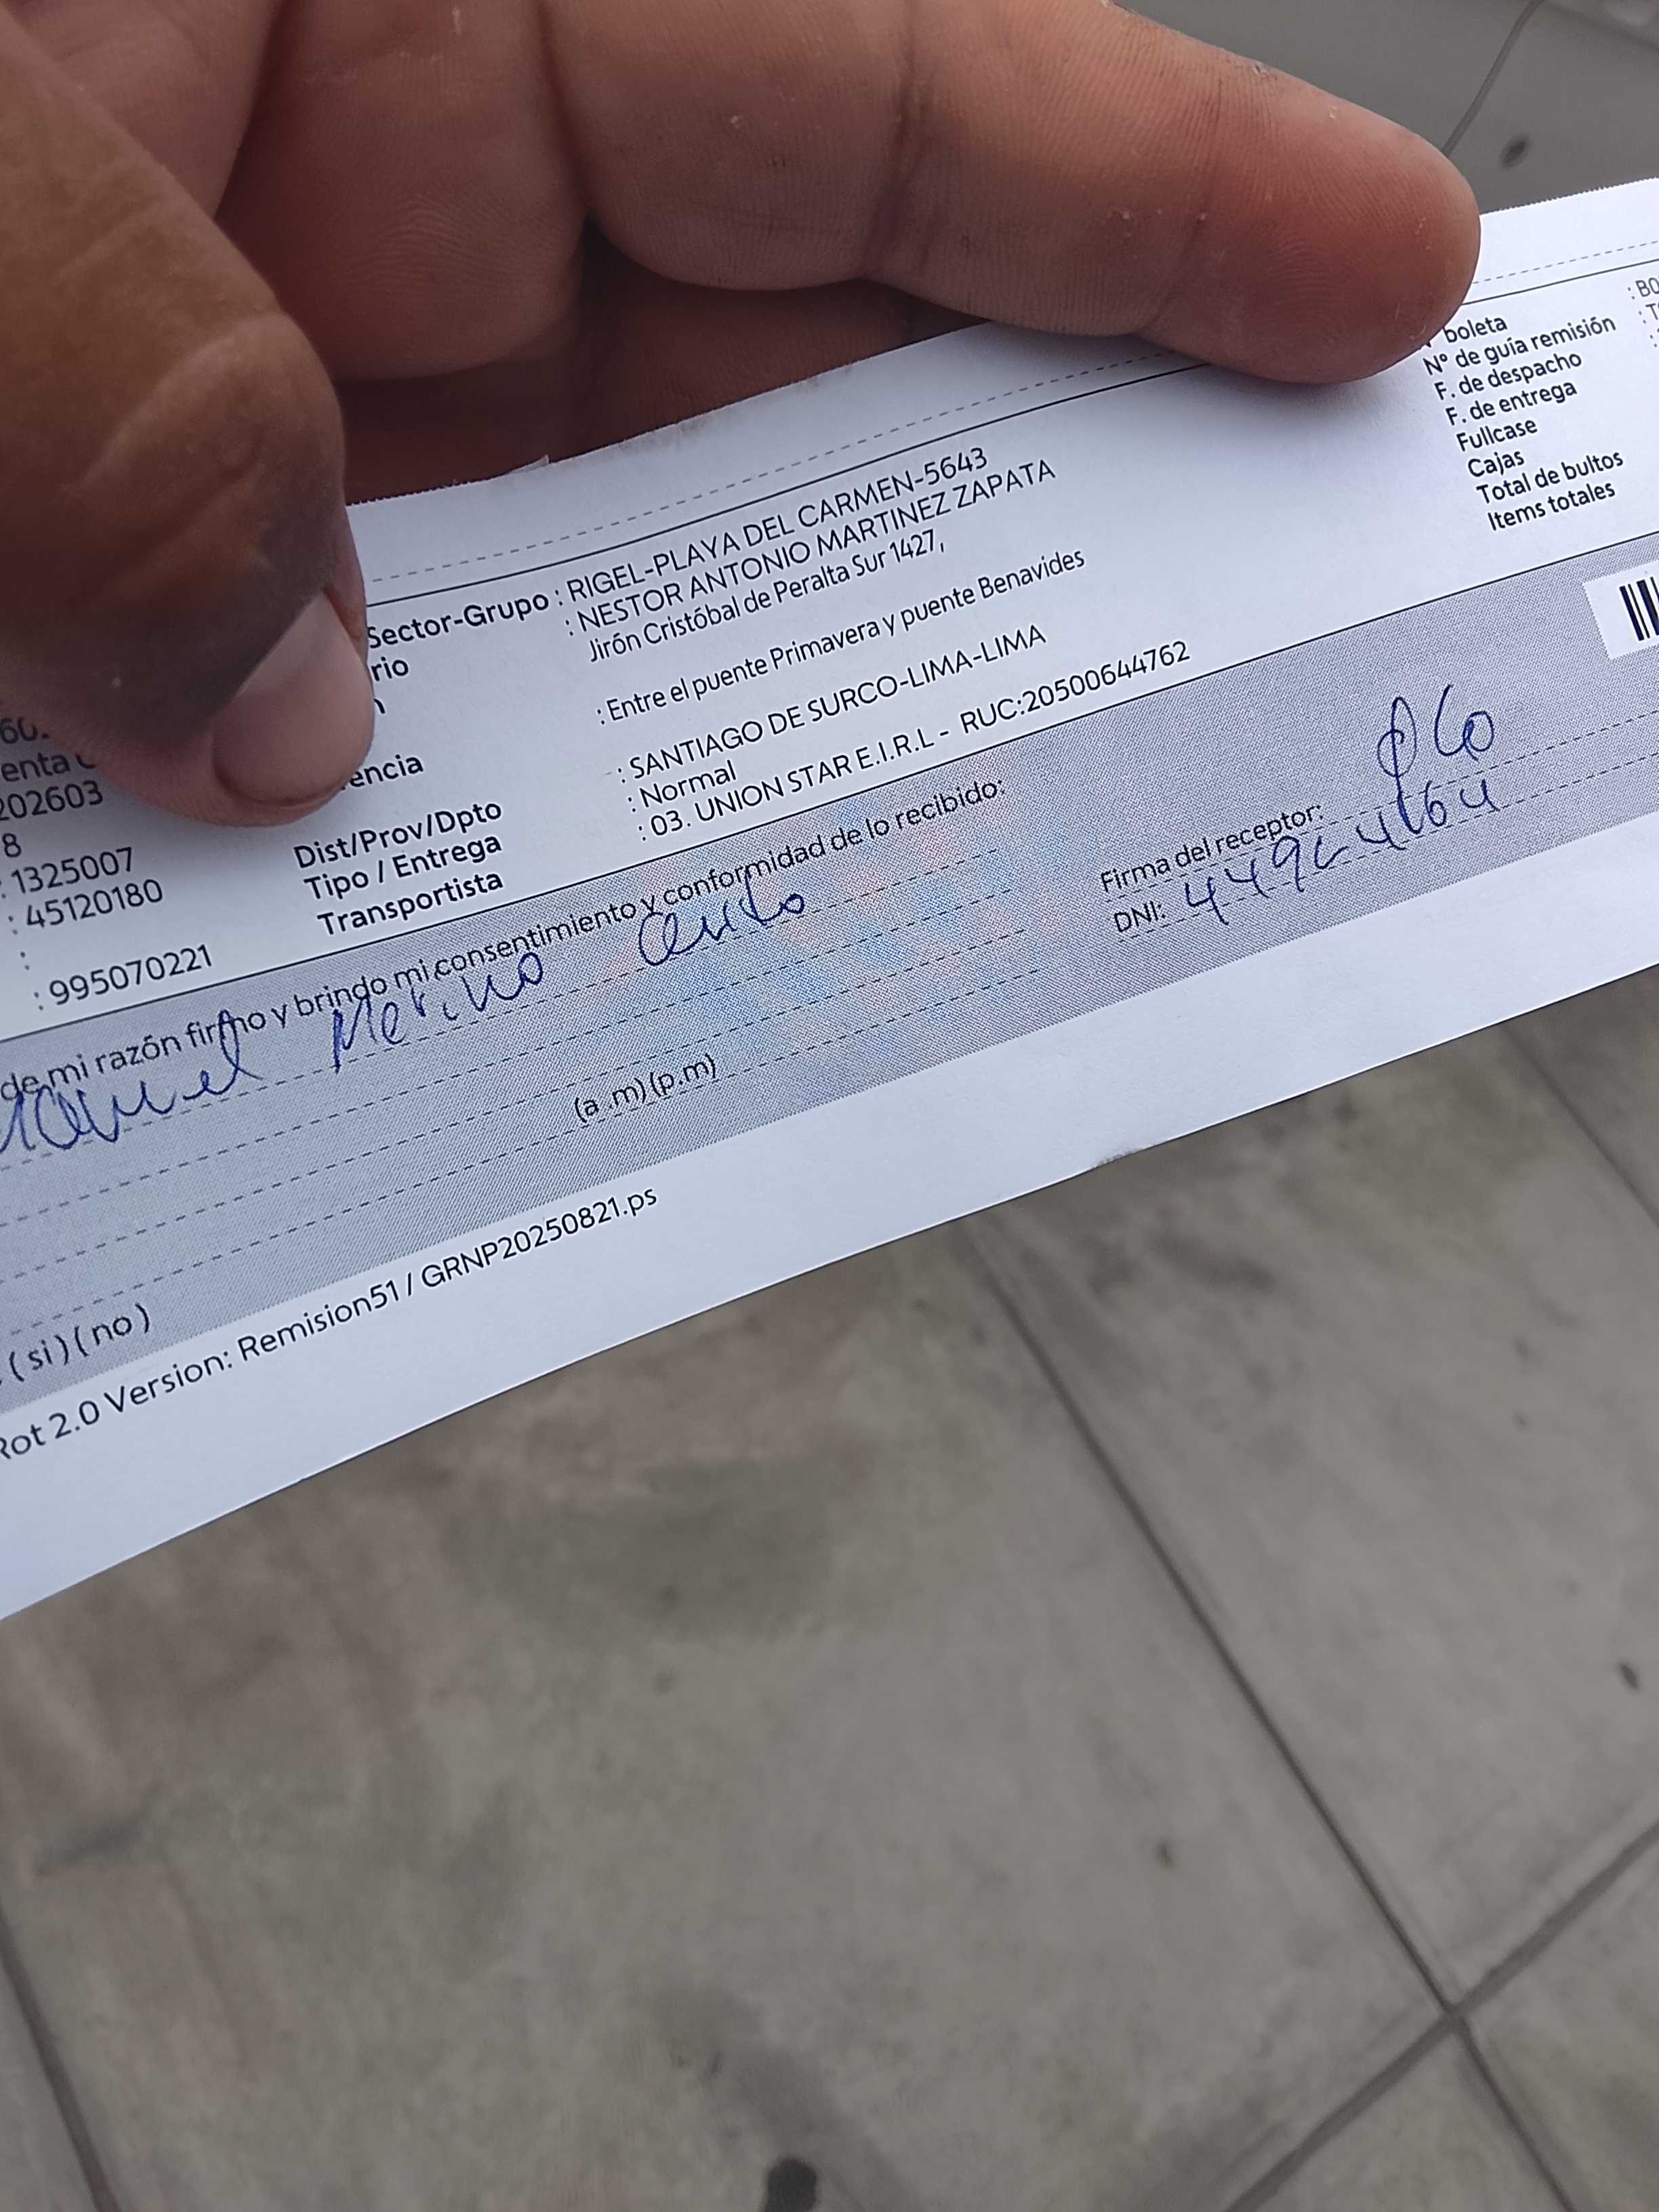 Sector-Grupo : RIGEL-PLAYA DEL CARMEN-5643
rio : NESTOR ANTONIO MARTINEZ ZAPATA
Jirón Cristóbal de Peralta Sur 1427,
encia : Entre el puente Primavera y puente Benavides
Dist/Prov/Dpto : SANTIAGO DE SURCO-LIMA-LIMA
Tipo / Entrega : Normal
Transportista : 03. UNION STAR E.I.R.L - RUC:20500644762
enta
202603
8
: 1325007
: 45120180
:
: 995070221
boleta : BO
N° de guía remisión
F. de despacho
F. de entrega
Fullcase
Cajas
Total de bultos
Items totales
de mi razón firmo y brindo mi consentimiento y conformidad de lo recibido:
Merino
Firma del receptor:
DNI:
(a .m) (p.m)
(si) (no)
Rot 2.0 Version: Remision51 / GRNP20250821.ps